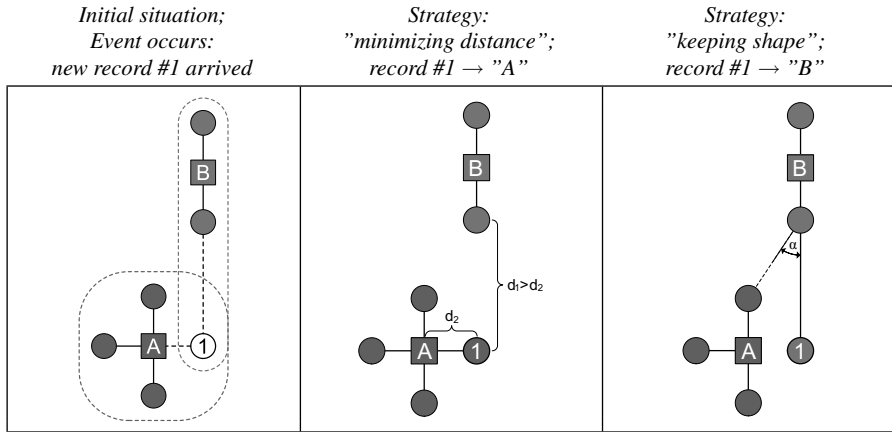 Initial situation;
Event occurs:
new record #1 arrived
Strategy:
”minimizing distance”;
record #1 → ”A”
Strategy:
”keeping shape”;
record #1 → ”B”
B
A
1
B
d₁>d₂
d₂
A
1
B
α
A
1